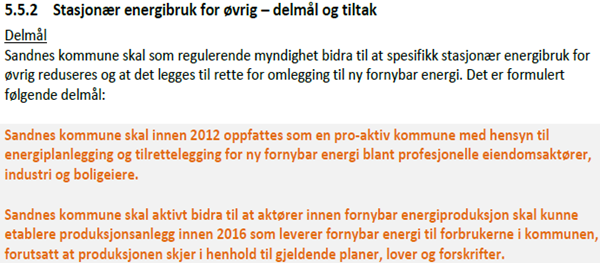 5.5.2 Stasjonær energibruk for øvrig – delmål og tiltak
Delmål
Sandnes kommune skal som regulerende myndighet bidra til at spesifikk stasjonær energibruk for
øvrig reduseres og at det legges til rette for omlegging til ny fornybar energi. Det er formulert
følgende delmål:
Sandnes kommune skal innen 2012 oppfattes som en pro-aktiv kommune med hensyn til
energiplanlegging og tilrettelegging for ny fornybar energi blant profesjonelle eiendomsaktører,
industri og boligeiere.
Sandnes kommune skal aktivt bidra til at aktører innen fornybar energiproduksjon skal kunne
etablere produksjonsanlegg innen 2016 som leverer fornybar energi til forbrukerne i kommunen,
forutsatt at produksjonen skjer i henhold til gjeldende planer, lover og forskrifter.